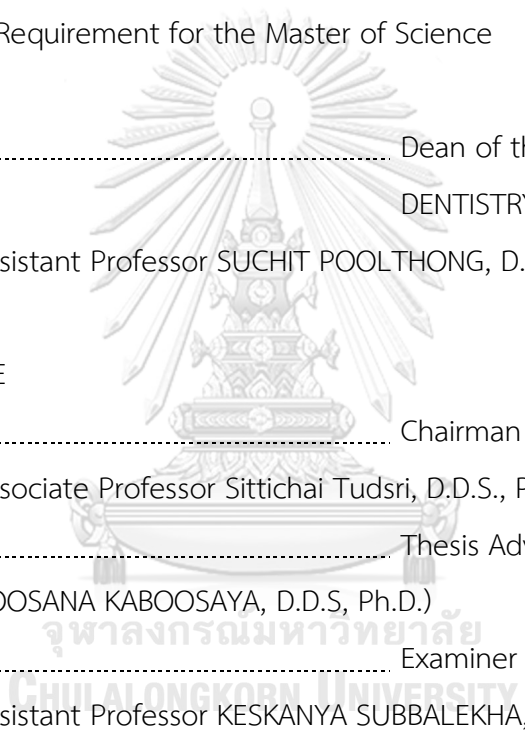 Requirement for the Master of Science
Dean of th
DENTISTRY
sistant Professor SUCHIT POOLTHONG, D.
E
Chairman
sociate Professor Sittichai Tudsri, D.D.S., P
Thesis Adv
OOSANA KABOOSAYA, D.D.S, Ph.D.)
จุฬาลงกรณ์มหาวิทยาลัย
Examiner
CHULALONGKORN UNIVERSITY
sistant Professor KESKANYA SUBBALEKHA,